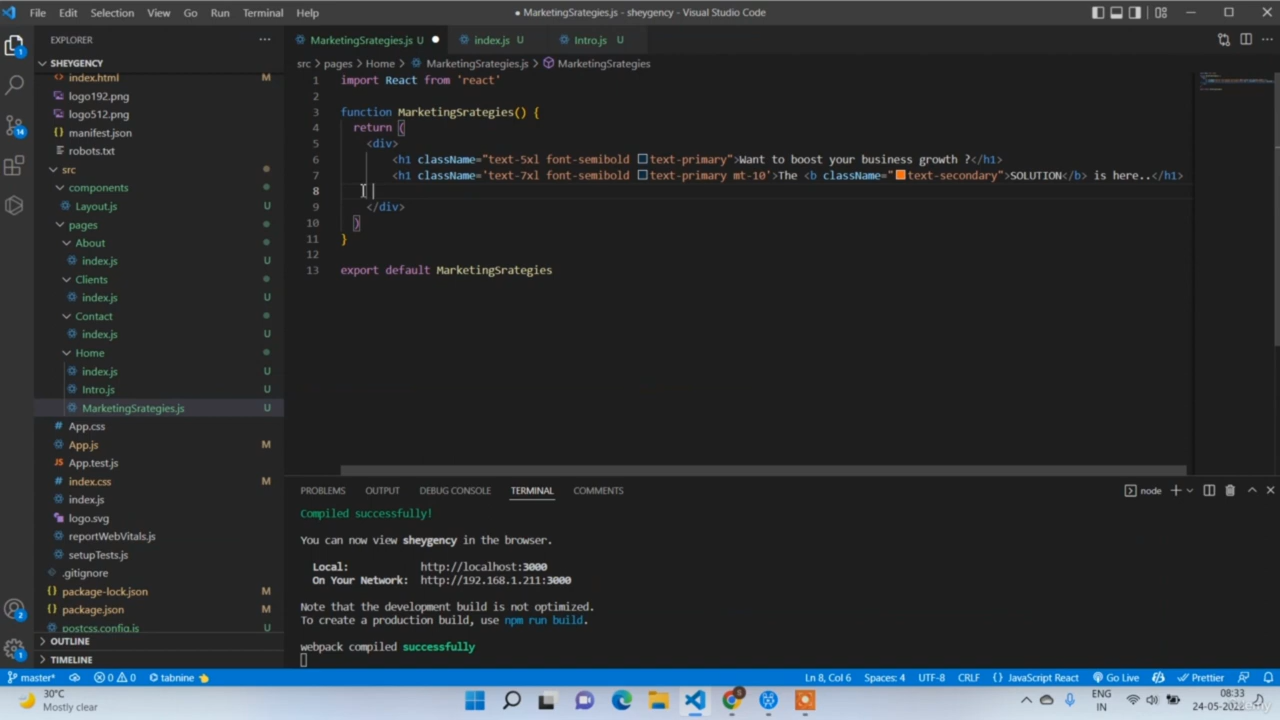 File Edit Selection View Go Run Terminal Help
● MarketingSrategies.js - sheygency - Visual Studio Code
EXPLORER
SHEYGENCY
index.html M
logo192.png
logo512.png
manifest.json
robots.txt
src
components
Layout.js U
pages
About
index.js U
Clients
index.js U
Contact
index.js U
Home
index.js U
Intro.js U
MarketingSrategies.js U
App.css
App.js M
App.test.js
index.css M
index.js
logo.svg
reportWebVitals.js
setupTests.js
.gitignore
package-lock.json M
package.json M
postcss.config.js U
OUTLINE
TIMELINE
MarketingSrategies.js U ● index.js U Intro.js U
src > pages > Home > MarketingSrategies.js > MarketingSrategies
1 import React from 'react'
2
3 function MarketingSrategies() {
4 return (
5 <div>
6 <h1 className="text-5xl font-semibold text-primary">Want to boost your business growth ?</h1>
7 <h1 className='text-7xl font-semibold text-primary mt-10'>The <b className="text-secondary">SOLUTION</b> is here..</h1>
8
9 </div>
10 )
11 }
12
13 export default MarketingSrategies
PROBLEMS OUTPUT DEBUG CONSOLE TERMINAL COMMENTS
node
Compiled successfully!
You can now view sheygency in the browser.
Local: http://localhost:3000
On Your Network: http://192.168.1.211:3000
Note that the development build is not optimized.
To create a production build, use npm run build.
webpack compiled successfully
master* 0 0 tabnine Ln 8, Col 6 Spaces: 4 UTF-8 CRLF {} JavaScript React Go Live Prettier
30°C
Mostly clear
ENG
IN
08:33
24-05-2022